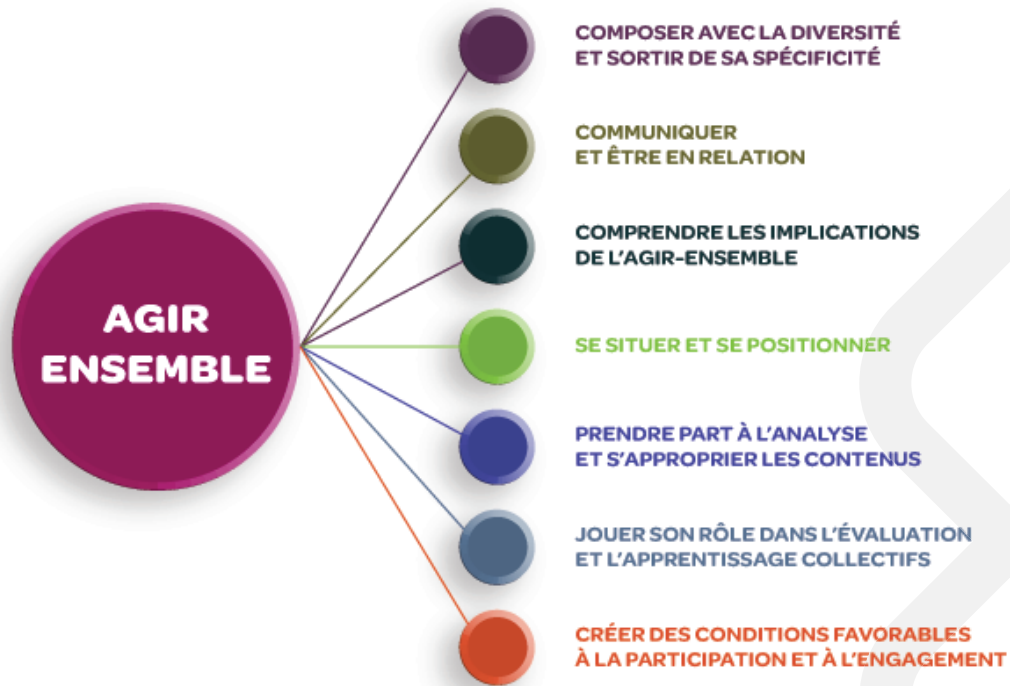 AGIR
ENSEMBLE
COMPOSER AVEC LA DIVERSITÉ
ET SORTIR DE SA SPÉCIFICITÉ
COMMUNIQUER
ET ÊTRE EN RELATION
COMPRENDRE LES IMPLICATIONS
DE L'AGIR-ENSEMBLE
SE SITUER ET SE POSITIONNER
PRENDRE PART À L'ANALYSE
ET S'APPROPRIER LES CONTENUS
JOUER SON RÔLE DANS L'ÉVALUATION
ET L'APPRENTISSAGE COLLECTIFS
CRÉER DES CONDITIONS FAVORABLES
À LA PARTICIPATION ET À L'ENGAGEMENT